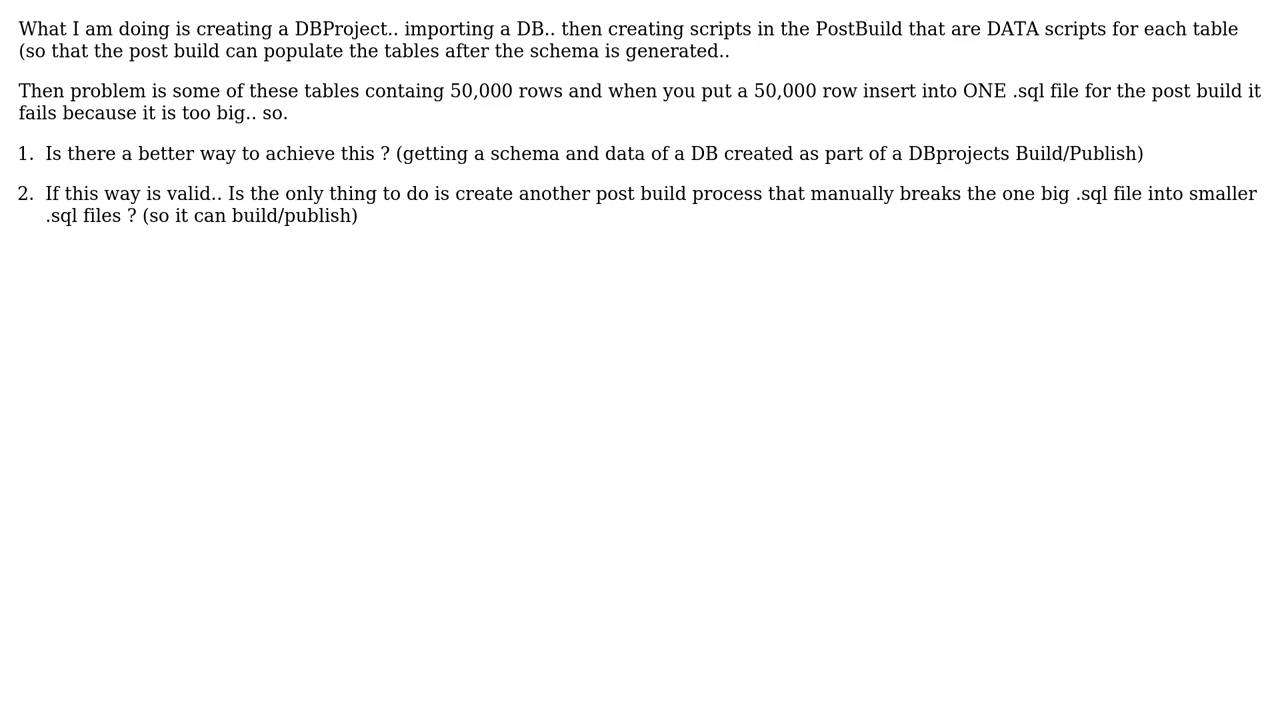 What I am doing is creating a DBProject.. importing a DB.. then creating scripts in the PostBuild that are DATA scripts for each table
(so that the post build can populate the tables after the schema is generated..
Then problem is some of these tables containg 50,000 rows and when you put a 50,000 row insert into ONE .sql file for the post build it
fails because it is too big.. so.
1. Is there a better way to achieve this ? (getting a schema and data of a DB created as part of a DBprojects Build/Publish)
2. If this way is valid.. Is the only thing to do is create another post build process that manually breaks the one big .sql file into smaller
.sql files ? (so it can build/publish)